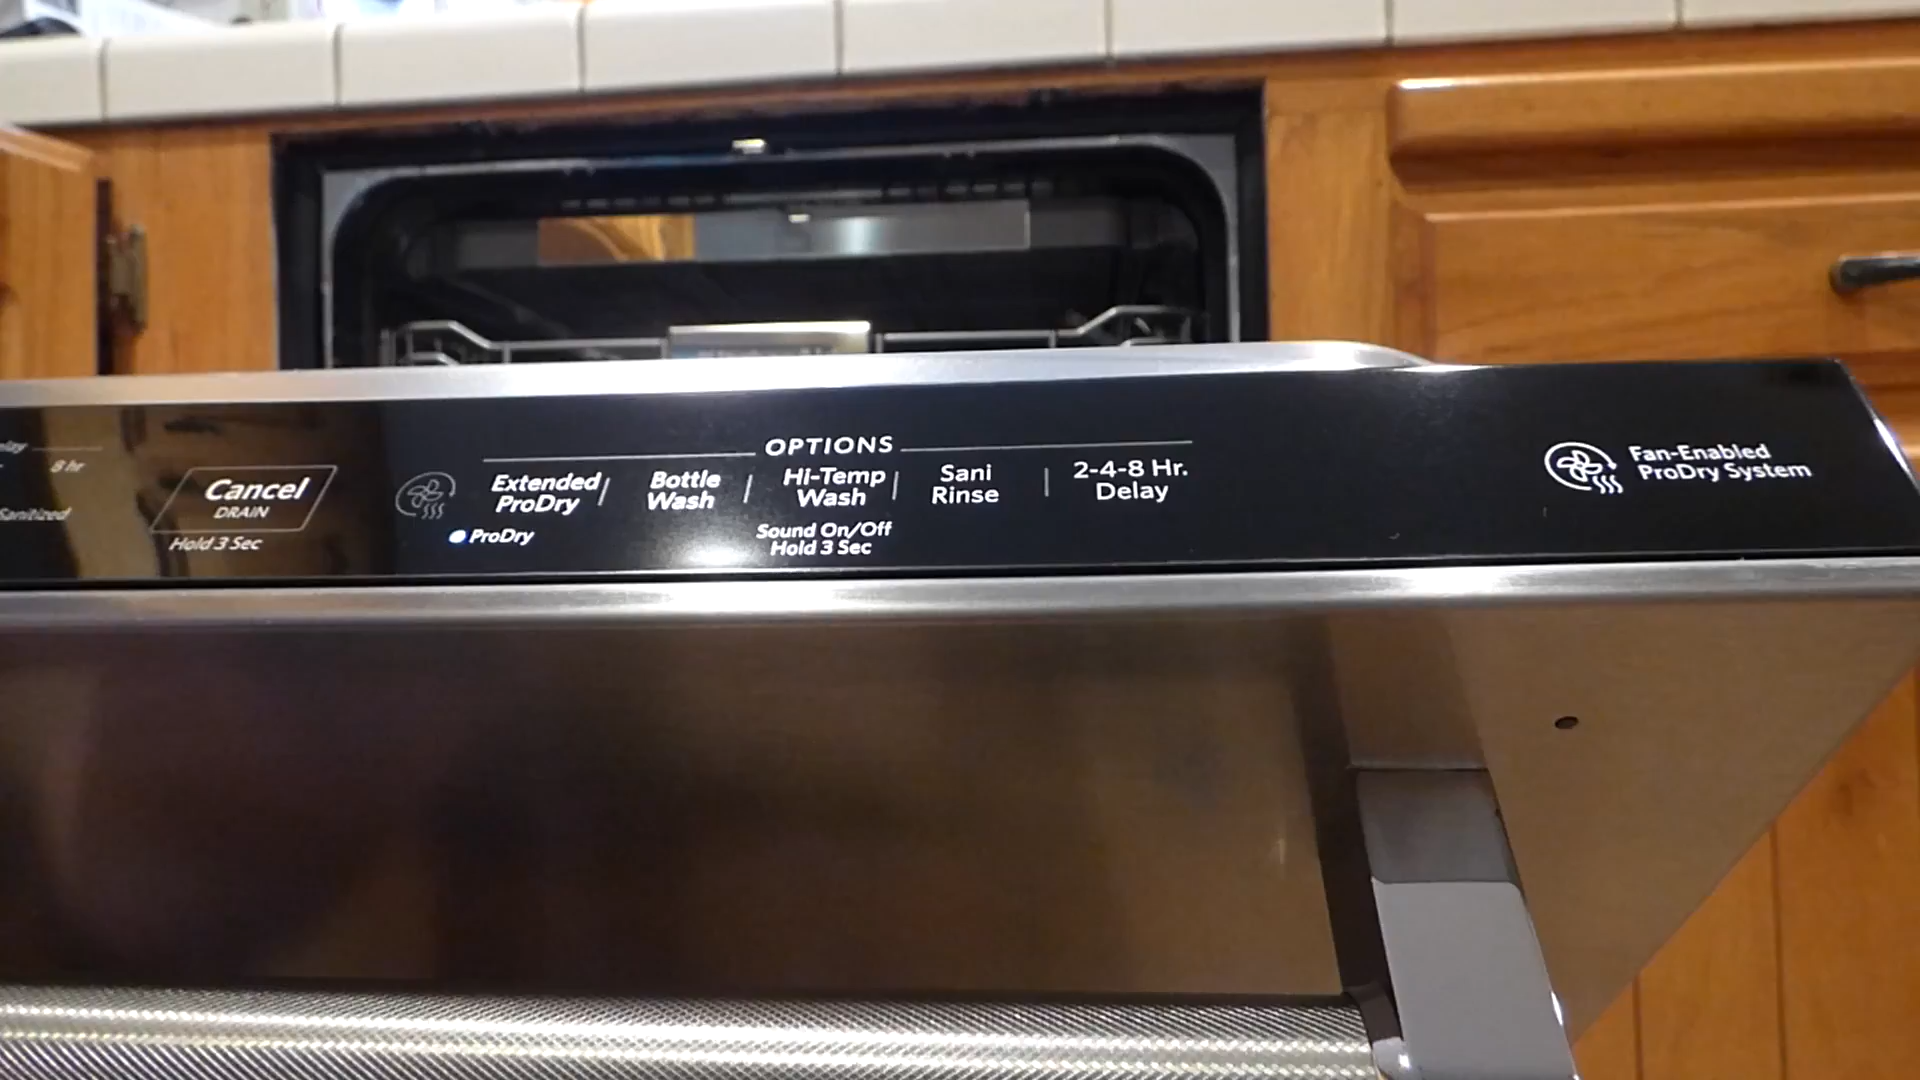 8 hr
Sanitized
Cancel
DRAIN
Hold 3 Sec
OPTIONS
Extended
ProDry
ProDry
Bottle
Wash
Hi-Temp
Wash
Sound On/Off
Hold 3 Sec
Sani
Rinse
2-4-8 Hr.
Delay
Fan-Enabled
ProDry System